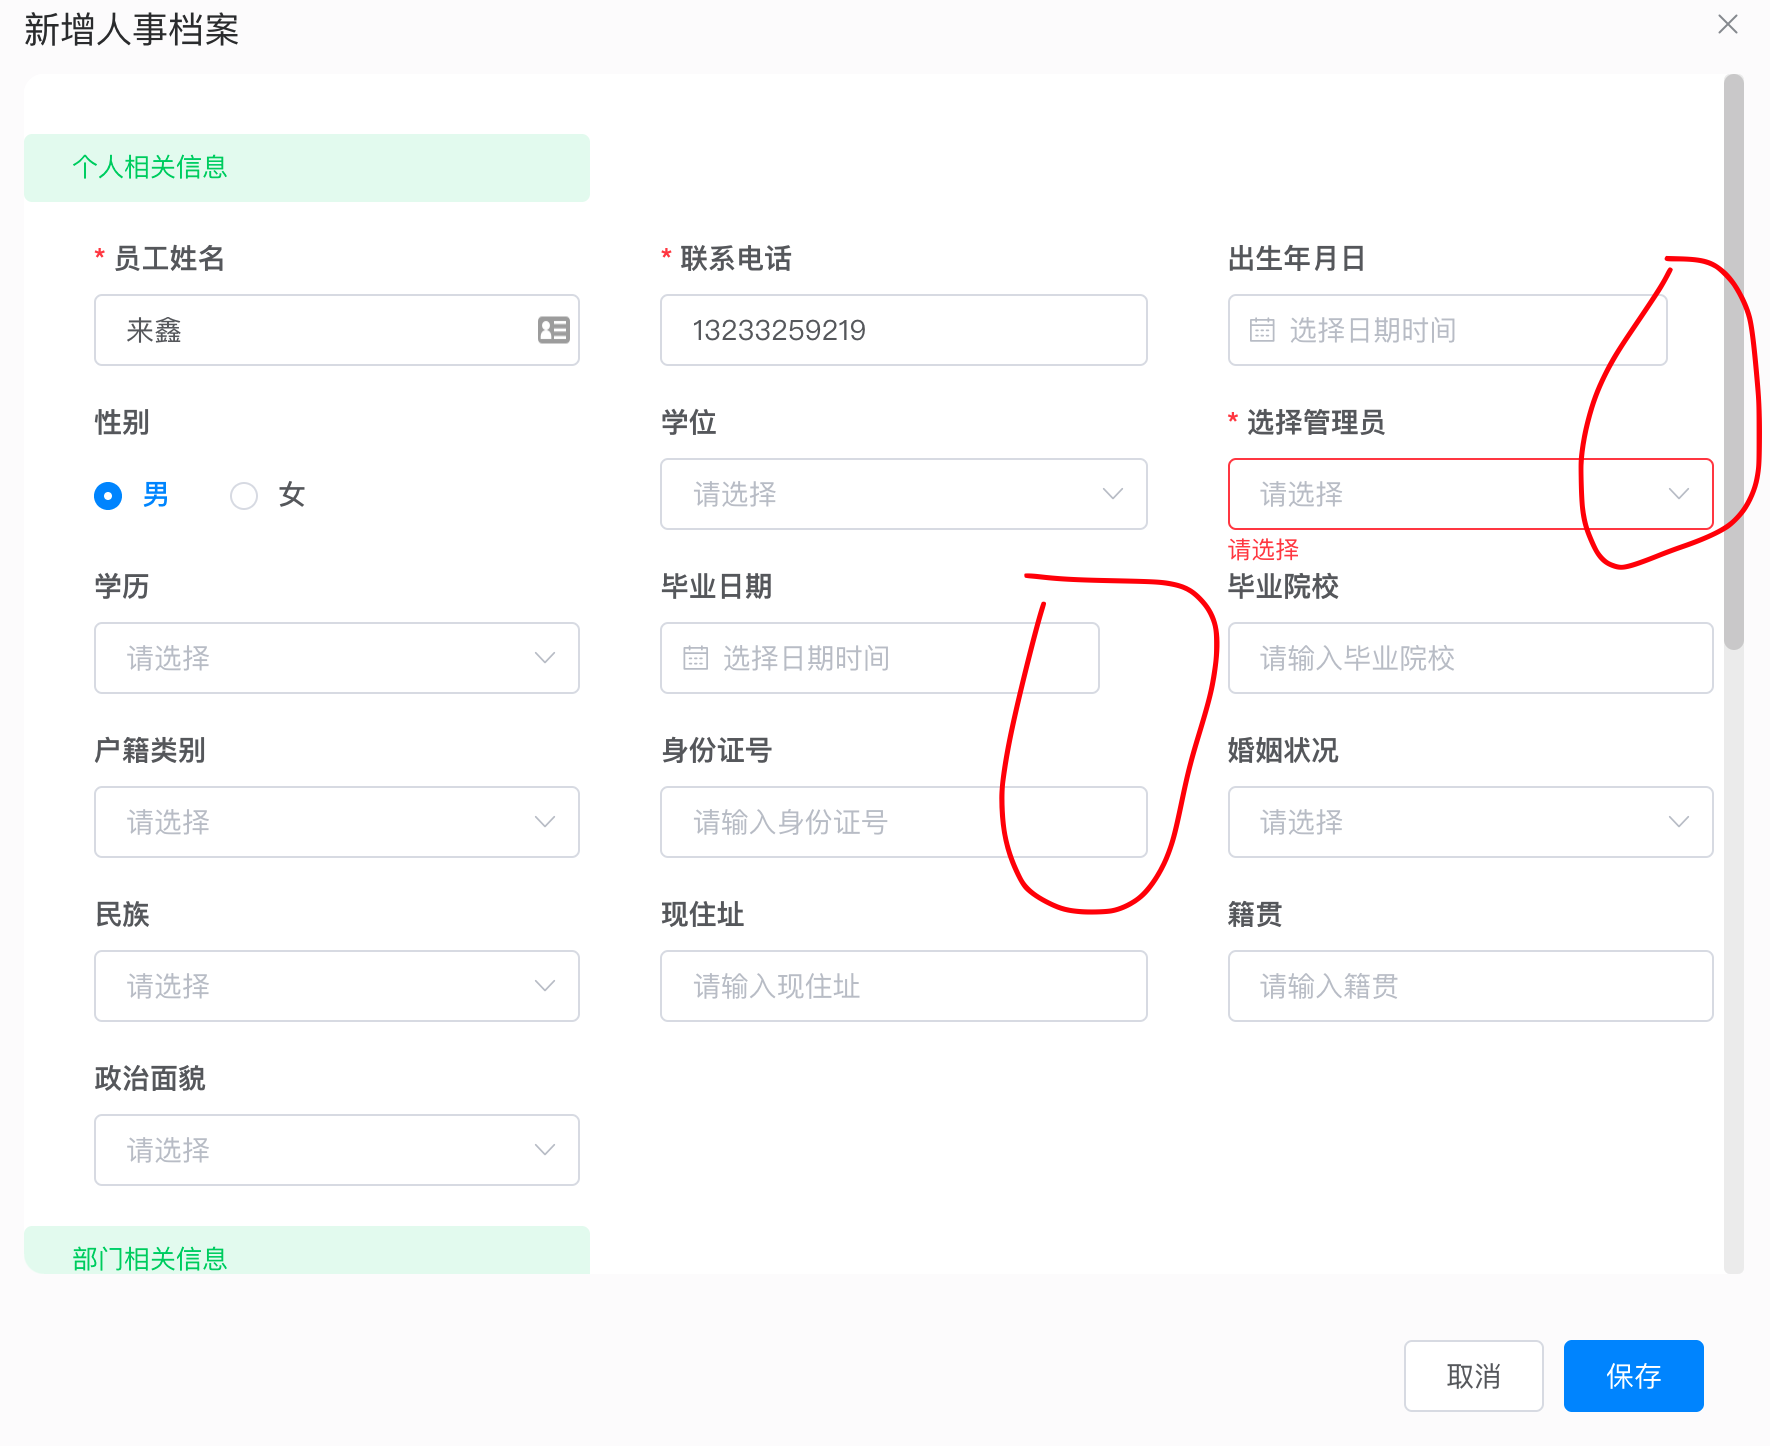 新增人事档案
个人相关信息
* 员工姓名
* 联系电话
出生年月日
来鑫
13233259219
选择日期时间
性别
学位
* 选择管理员
男
女
请选择
请选择
请选择
学历
毕业日期
毕业院校
请选择
选择日期时间
请输入毕业院校
户籍类别
身份证号
婚姻状况
请选择
请输入身份证号
请选择
民族
现住址
籍贯
请选择
请输入现住址
请输入籍贯
政治面貌
请选择
部门相关信息
取消
保存